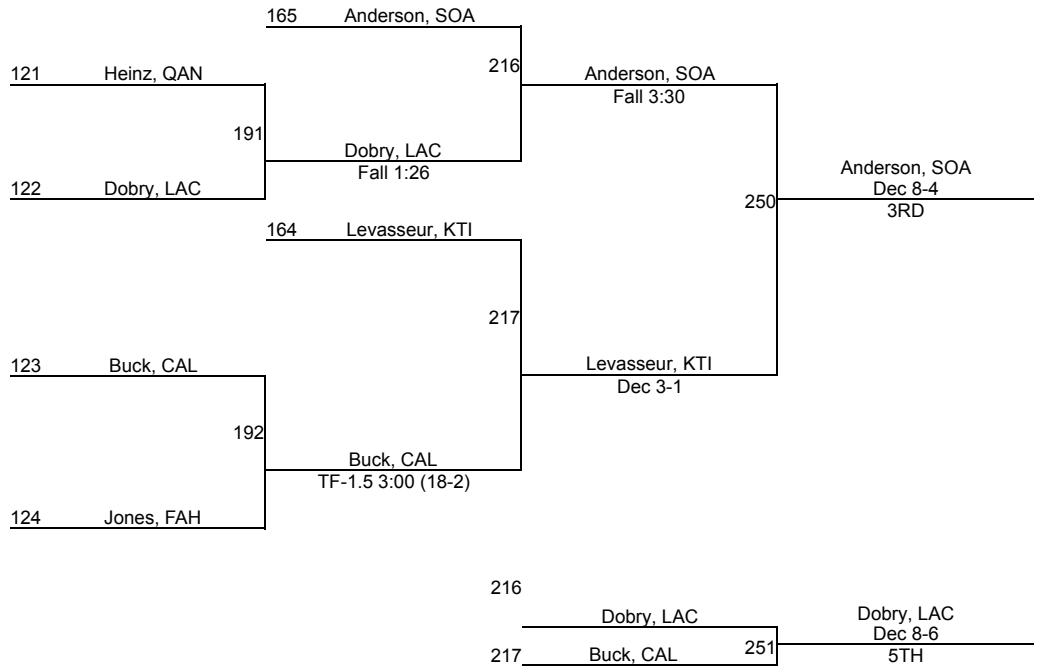 165 Anderson, SOA
216
121 Heinz, QAN
Anderson, SOA
Fall 3:30
191
Dobry, LAC
Fall 1:26
122 Dobry, LAC
Anderson, SOA
Dec 8-4
3RD
250
164 Levasseur, KTI
217
123 Buck, CAL
Levasseur, KTI
Dec 3-1
192
Buck, CAL
TF-1.5 3:00 (18-2)
124 Jones, FAH
216
Dobry, LAC
217 Buck, CAL
251
Dobry, LAC
Dec 8-6
5TH